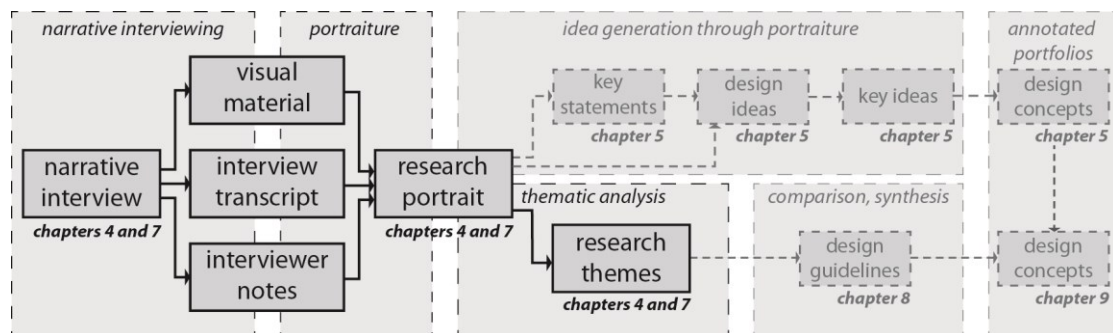 narrative interviewing
portraiture
idea generation through portraiture
annotated
portfolios
visual
material
key
statements
design
ideas
key ideas
design
concepts
chapter 5
chapter 5
chapter 5
chapter 5
narrative
interview
interview
transcript
research
portrait
chapters 4 and 7
chapters 4 and 7
thematic analysis
comparison, synthesis
interviewer
notes
research
themes
design
guidelines
design
concepts
chapters 4 and 7
chapter 8
chapter 9